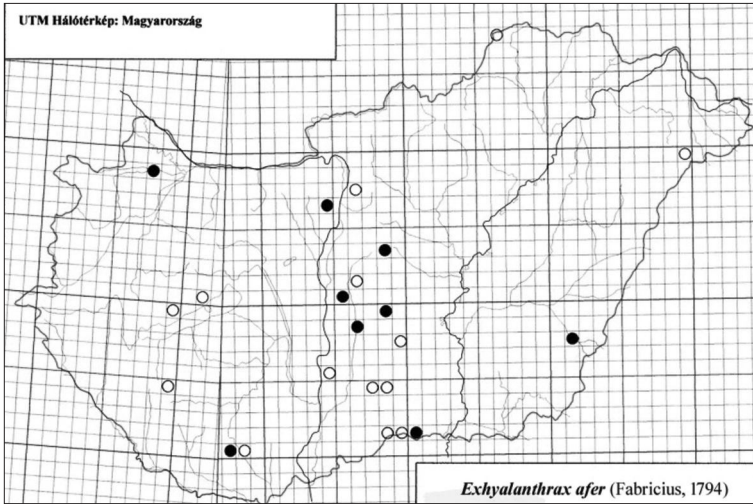 UTM Hálótérkép: Magyarország
Exhyalanthrax afer (Fabricius, 1794)